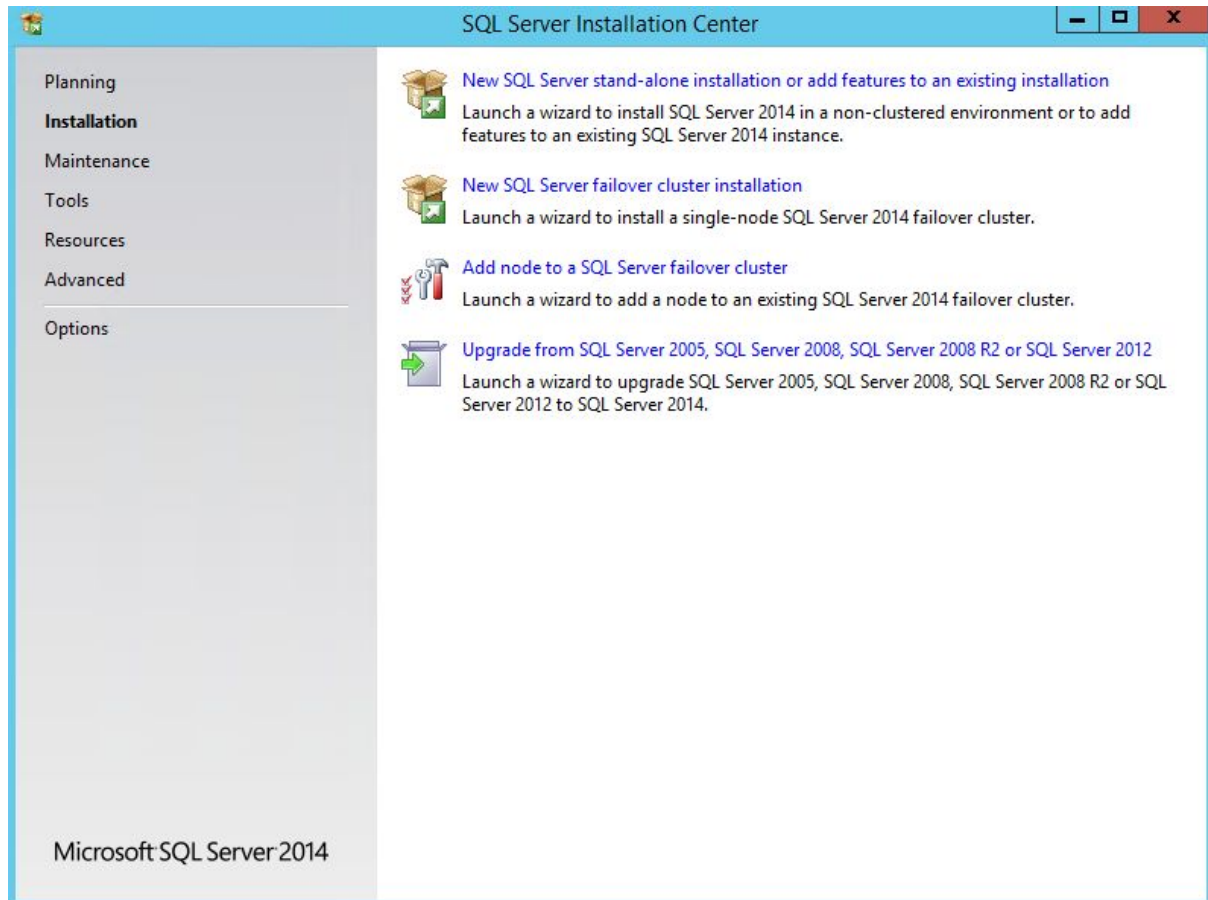 SQL Server Installation Center
Planning
Installation
Maintenance
Tools
Resources
Advanced
Options
New SQL Server stand-alone installation or add features to an existing installation
Launch a wizard to install SQL Server 2014 in a non-clustered environment or to add
features to an existing SQL Server 2014 instance.
New SQL Server failover cluster installation
Launch a wizard to install a single-node SQL Server 2014 failover cluster.
Add node to a SQL Server failover cluster
Launch a wizard to add a node to an existing SQL Server 2014 failover cluster.
Upgrade from SQL Server 2005, SQL Server 2008, SQL Server 2008 R2 or SQL Server 2012
Launch a wizard to upgrade SQL Server 2005, SQL Server 2008, SQL Server 2008 R2 or SQL
Server 2012 to SQL Server 2014.
Microsoft SQL Server 2014